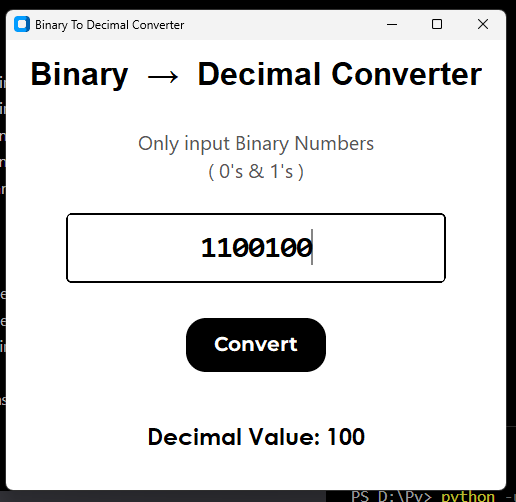 Binary To Decimal Converter
Binary → Decimal Converter
Only input Binary Numbers
( 0's & 1's )
1100100
Convert
Decimal Value: 100
PS D:\Py> python